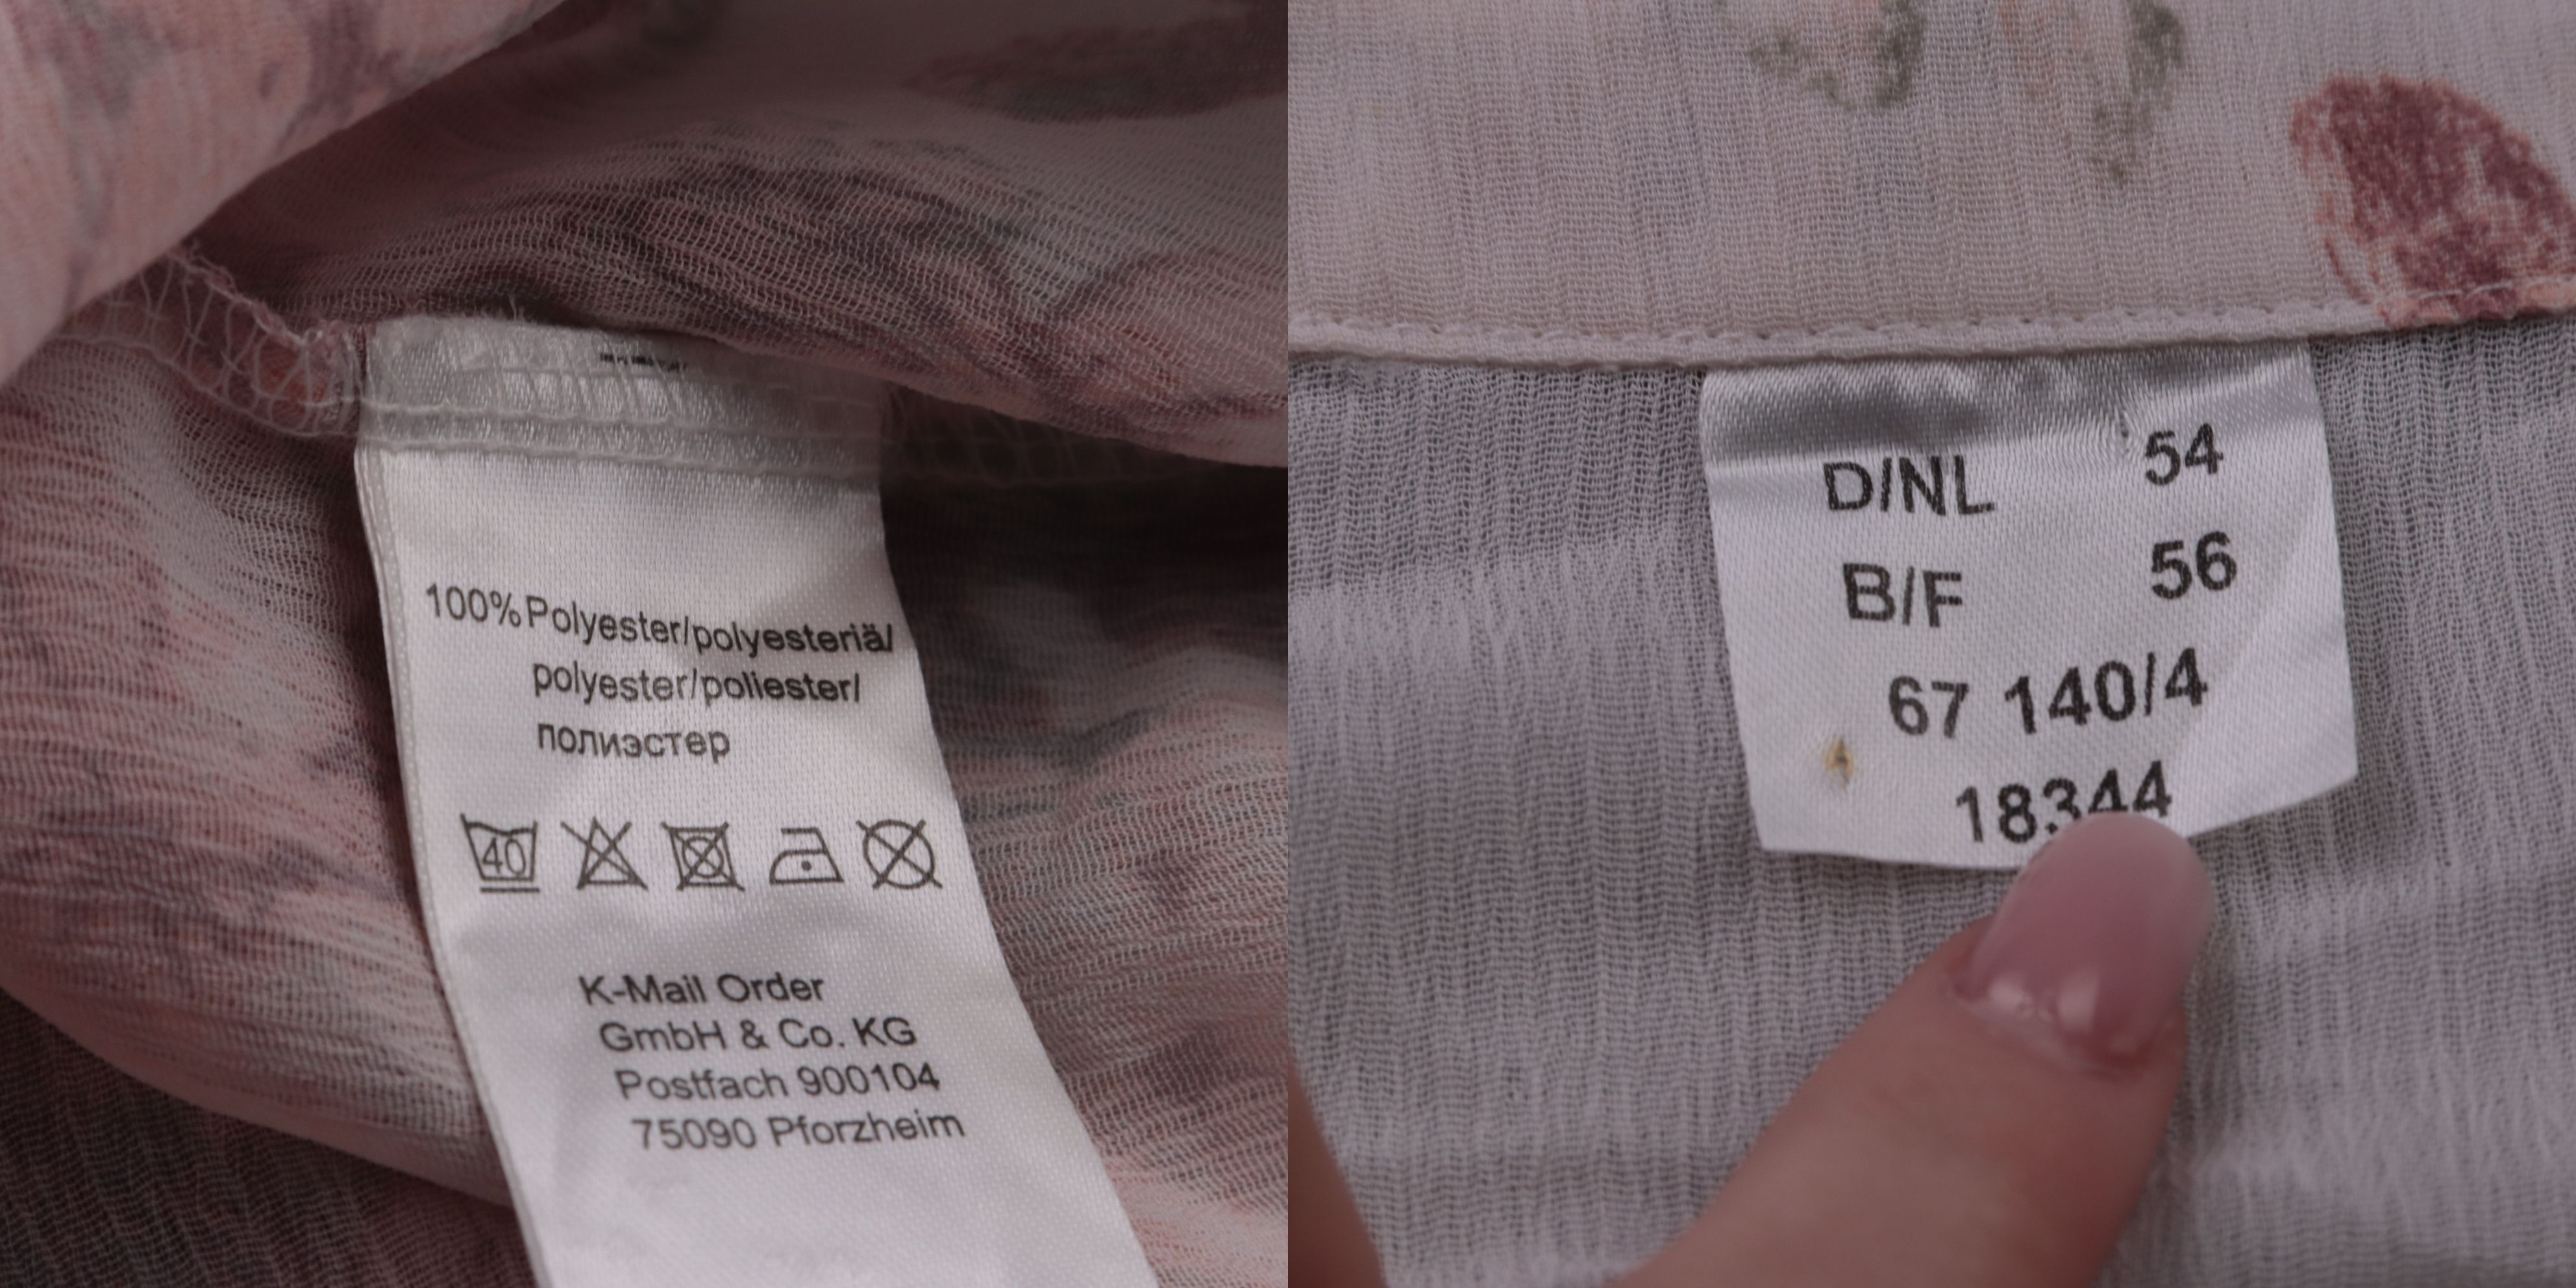 100% Polyester/polyesteriä/
polyester/poliester/
полиэстер
40
K-Mail Order
GmbH & Co. KG
Postfach 900104
75090 Pforzheim
D/NL 54
B/F 56
67 140/4
18344